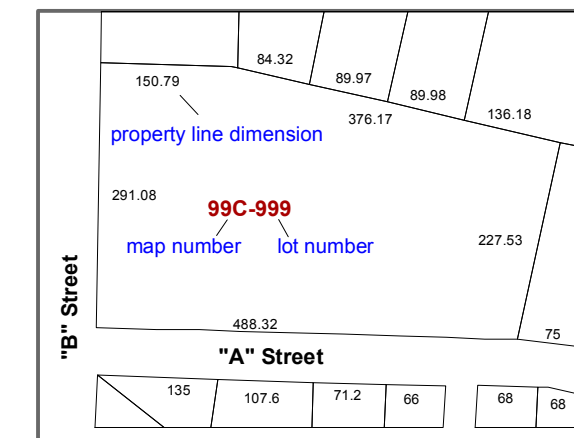 84.32
150.79
89.97
89.98
136.18
376.17
property line dimension
291.08
99C-999
map number
lot number
227.53
"B" Street
488.32
75
"A" Street
135
107.6
71.2
66
68
68